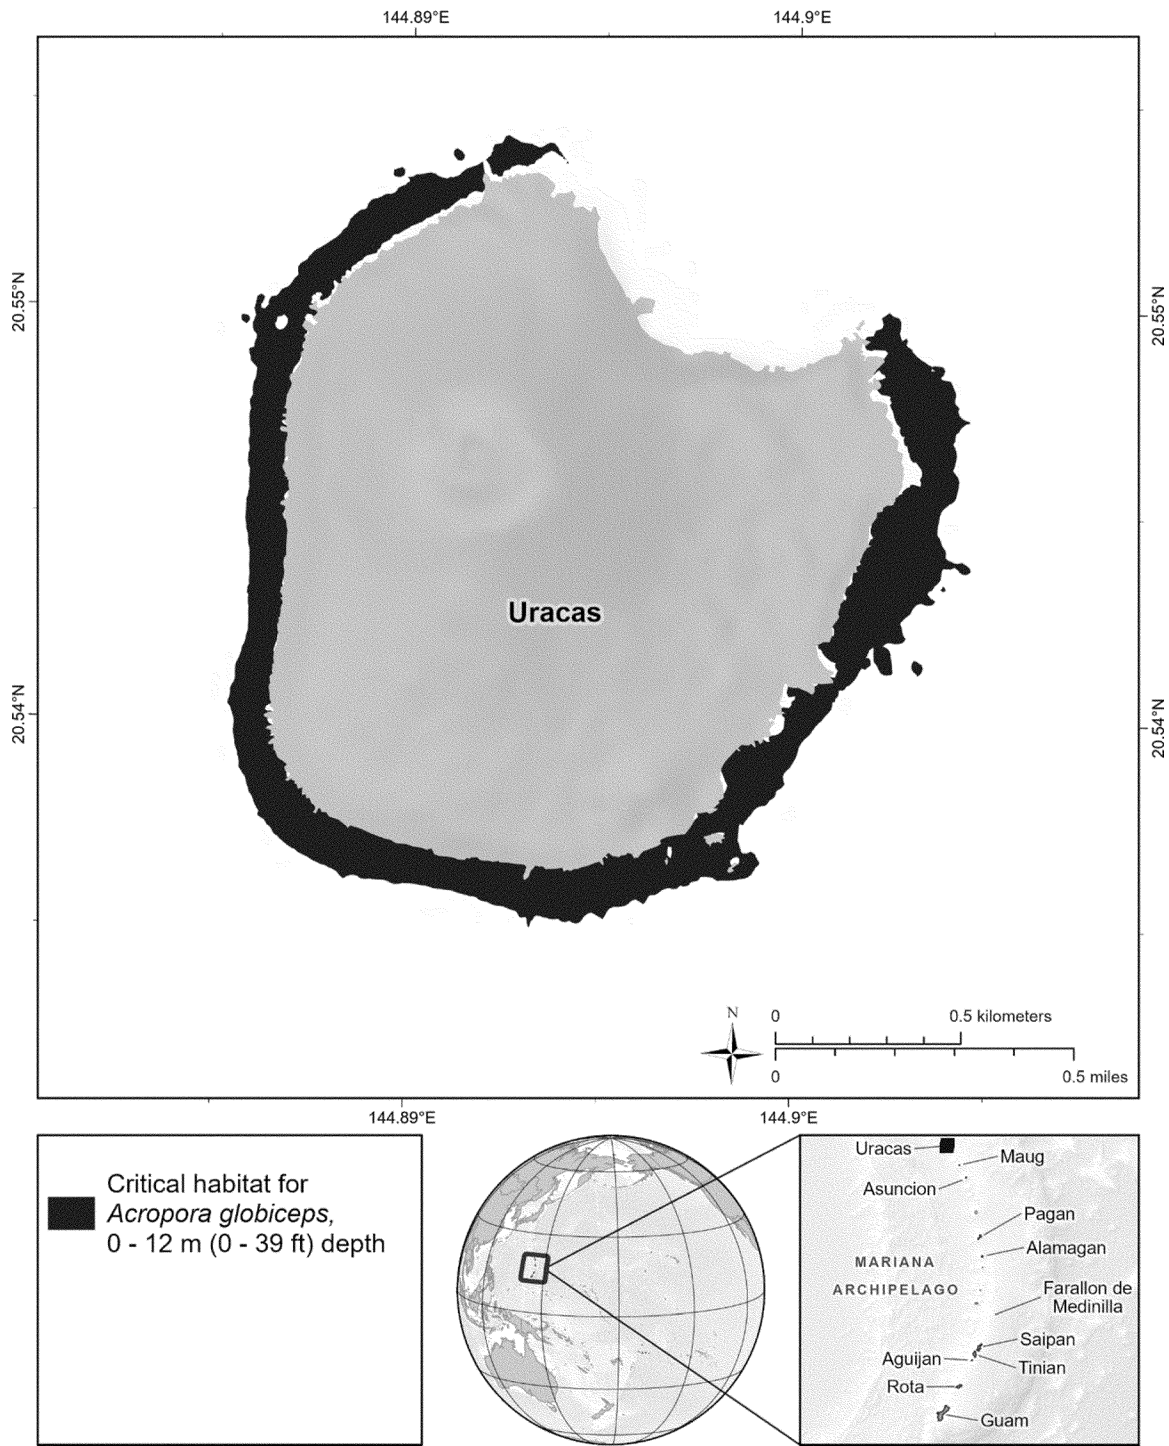 144.89°E
144.9°E
20.55°N
20.55°N
Uracas
20.54°N
20.54°N
N
0
0.5 kilometers
0
0.5 miles
144.89°E
144.9°E
Critical habitat for
Acropora globiceps,
0 - 12 m (0 - 39 ft) depth
Uracas
Maug
Asuncion
Pagan
Alamagan
MARIANA
ARCHIPELAGO
Farallon de
Medinilla
Saipan
Aguijan
Tinian
Rota
Guam